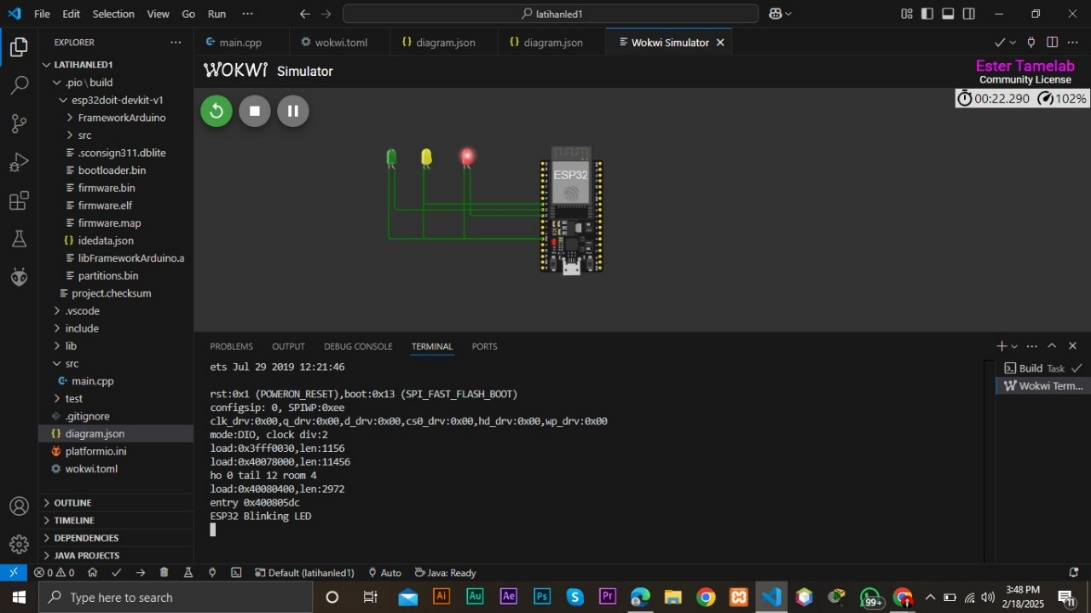 File Edit Selection View Go Run ··· latihanled1
EXPLORER ···
main.cpp wokwi.toml diagram.json diagram.json Wokwi Simulator
LATIHANLED1
.pio \ build
esp32doit-devkit-v1
FrameworkArduino
src
.sconsign311.dblite
bootloader.bin
firmware.bin
firmware.elf
firmware.map
idedata.json
libFrameworkArduino.a
partitions.bin
project.checksum
.vscode
include
lib
src
main.cpp
test
.gitignore
diagram.json
platformio.ini
wokwi.toml
OUTLINE
TIMELINE
DEPENDENCIES
JAVA PROJECTS
WOKWI Simulator
Ester Tamelab
Community License
00:22.290 102%
ESP32
PROBLEMS OUTPUT DEBUG CONSOLE TERMINAL PORTS
ets Jul 29 2019 12:21:46
rst:0x1 (POWERON_RESET),boot:0x13 (SPI_FAST_FLASH_BOOT)
configsip: 0, SPIWP:0xee
clk_drv:0x00,q_drv:0x00,d_drv:0x00,cs0_drv:0x00,hd_drv:0x00,wp_drv:0x00
mode:DIO, clock div:2
load:0x3fff0030,len:1156
load:0x40078000,len:11456
ho 0 tail 12 room 4
load:0x40080400,len:2972
entry 0x400805dc
ESP32 Blinking LED
Build Task
Wokwi Term...
0 0 Default (latihanled1) Auto Java: Ready
Type here to search
Ai Au Ae Ps S Pr 99+
3:48 PM
2/18/2025